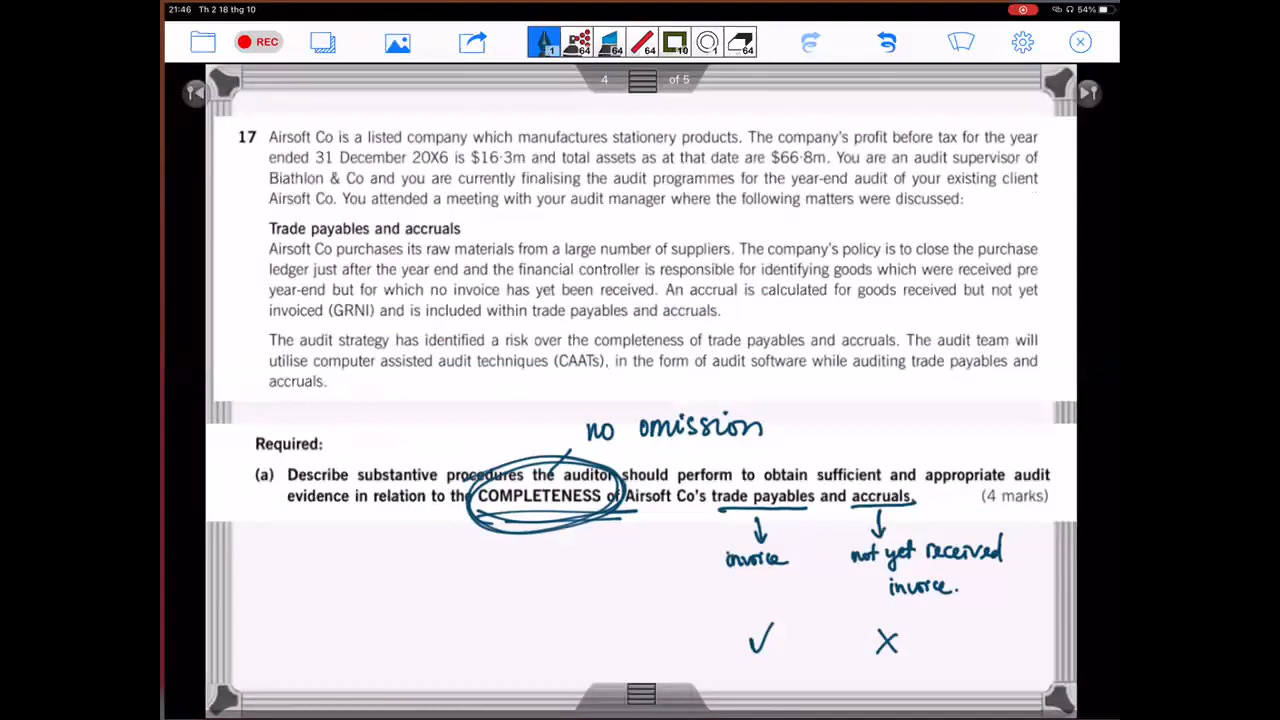 21:46 Th 2 18 thg 10
54%
REC
1
64
64
64
10
1
64
4 of 5
17 Airsoft Co is a listed company which manufactures stationery products. The company's profit before tax for the year
ended 31 December 20X6 is $16·3m and total assets as at that date are $66·8m. You are an audit supervisor of
Biathlon & Co and you are currently finalising the audit programmes for the year-end audit of your existing client
Airsoft Co. You attended a meeting with your audit manager where the following matters were discussed:
Trade payables and accruals
Airsoft Co purchases its raw materials from a large number of suppliers. The company's policy is to close the purchase
ledger just after the year end and the financial controller is responsible for identifying goods which were received pre
year-end but for which no invoice has yet been received. An accrual is calculated for goods received but not yet
invoiced (GRNI) and is included within trade payables and accruals.
The audit strategy has identified a risk over the completeness of trade payables and accruals. The audit team will
utilise computer assisted audit techniques (CAATs), in the form of audit software while auditing trade payables and
accruals.
no omission
Required:
(a) Describe substantive procedures the auditor should perform to obtain sufficient and appropriate audit
evidence in relation to the COMPLETENESS of Airsoft Co's trade payables and accruals. (4 marks)
invoice
not yet received
invoice.